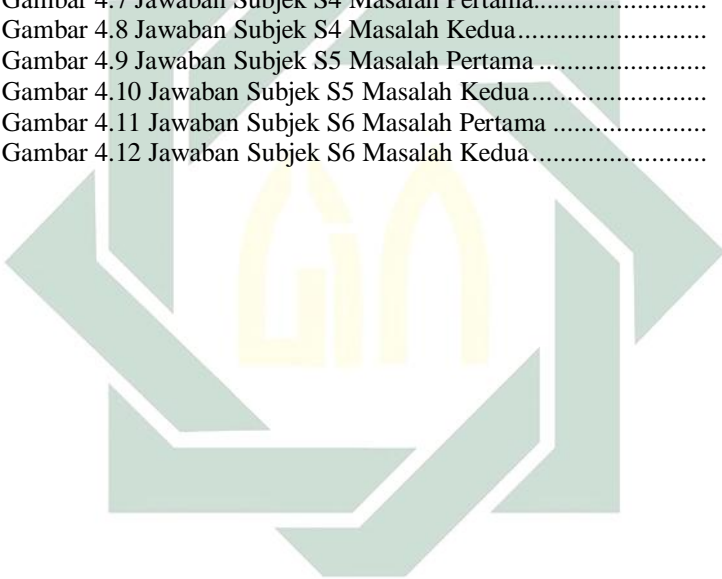 Gambar 4.7 Jawaban Subjek S4 Masalah Pertama............................
Gambar 4.8 Jawaban Subjek S4 Masalah Kedua............................
Gambar 4.9 Jawaban Subjek S5 Masalah Pertama ............................
Gambar 4.10 Jawaban Subjek S5 Masalah Kedua............................
Gambar 4.11 Jawaban Subjek S6 Masalah Pertama ............................
Gambar 4.12 Jawaban Subjek S6 Masalah Kedua............................